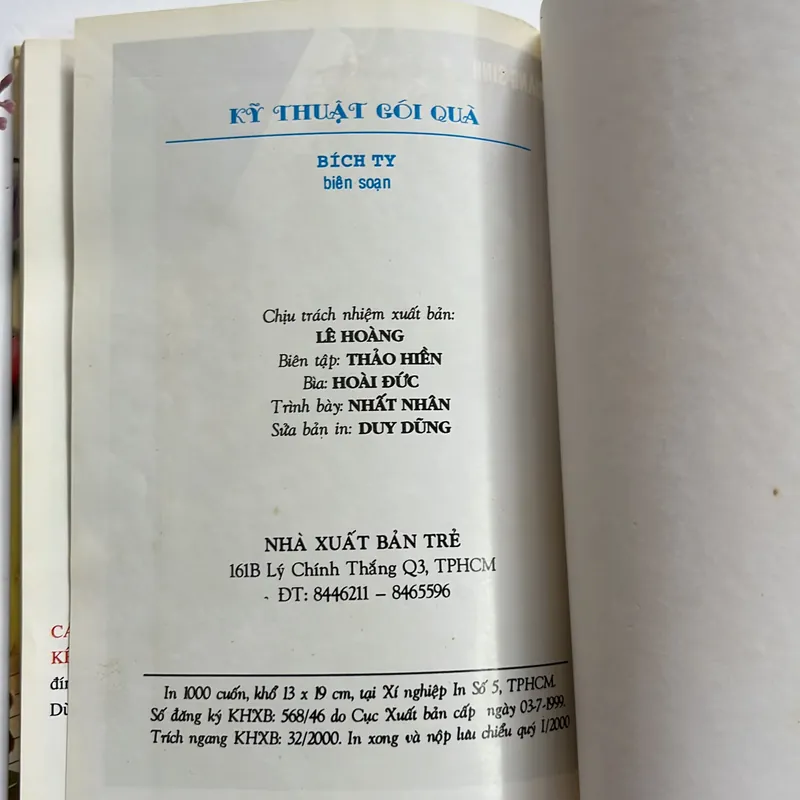 KỸ THUẬT GÓI QUÀ
BÍCH TY
biên soạn
Chịu trách nhiệm xuất bản:
LÊ HOÀNG
Biên tập: THẢO HIỀN
Bìa: HOÀI ĐỨC
Trình bày: NHẤT NHÂN
Sửa bản in: DUY DŨNG
NHÀ XUẤT BẢN TRẺ
161B Lý Chính Thắng Q3, TPHCM
ĐT: 8446211 – 8465596
In 1000 cuốn, khổ 13 x 19 cm, tại Xí nghiệp In Số 5, TPHCM.
Số đăng ký KHXB: 568/46 do Cục Xuất bản cấp ngày 03-7-1999.
Trích ngang KHXB: 32/2000. In xong và nộp lưu chiểu quý I/2000